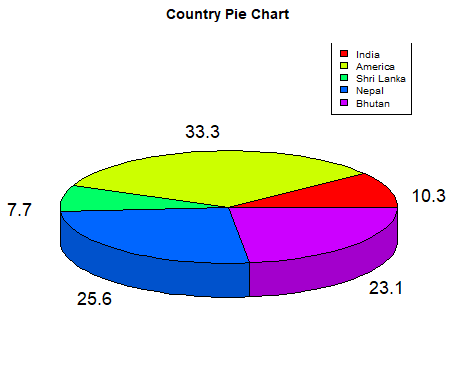 Country Pie Chart
India
America
Shri Lanka
Nepal
Bhutan
33.3
10.3
7.7
23.1
25.6